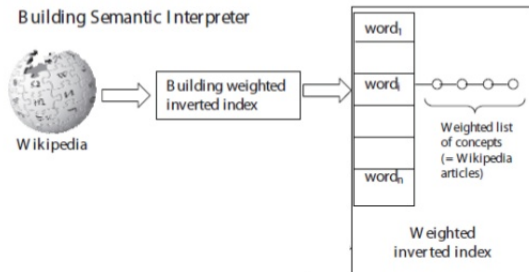 Building Semantic Interpreter
Wikipedia
Building weighted
inverted index
word1
wordi
wordn
Weighted list
of concepts
(= Wikipedia
articles)
Weighted
inverted index